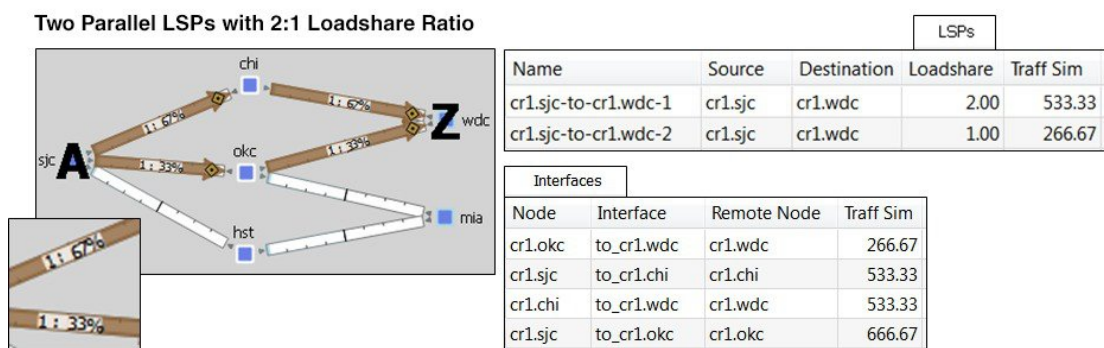 Two Parallel LSPs with 2:1 Loadshare Ratio
chi
1: 67%
1: 67%
A
sjc
Z
wdc
okc
1 : 33%
1: 33%
hst
mia
1: 67%
1 : 33%
LSPs
Name Source Destination Loadshare Traff Sim
cr1.sjc-to-cr1.wdc-1 cr1.sjc cr1.wdc 2.00 533.33
cr1.sjc-to-cr1.wdc-2 cr1.sjc cr1.wdc 1.00 266.67
Interfaces
Node Interface Remote Node Traff Sim
cr1.okc to_cr1.wdc cr1.wdc 266.67
cr1.sjc to_cr1.chi cr1.chi 533.33
cr1.chi to_cr1.wdc cr1.wdc 533.33
cr1.sjc to_cr1.okc cr1.okc 666.67